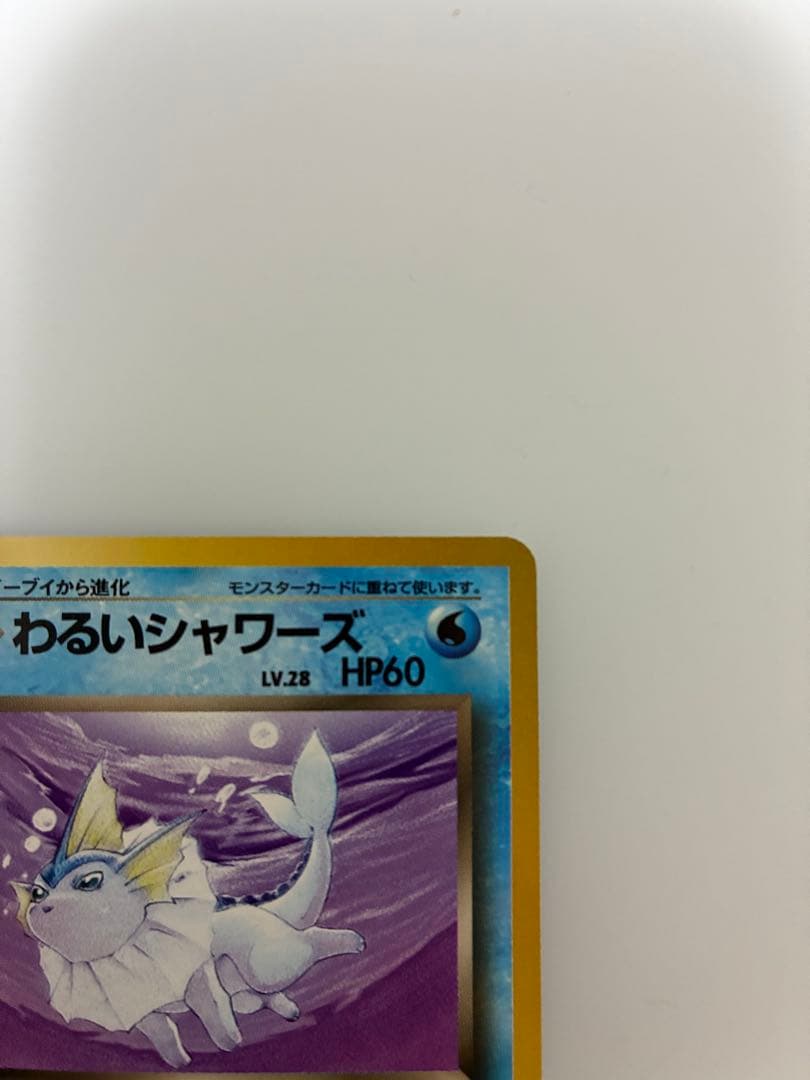 ーブイから進化 モンスターカードに重ねて使います。
わるいシャワーズ
LV.28 HP60